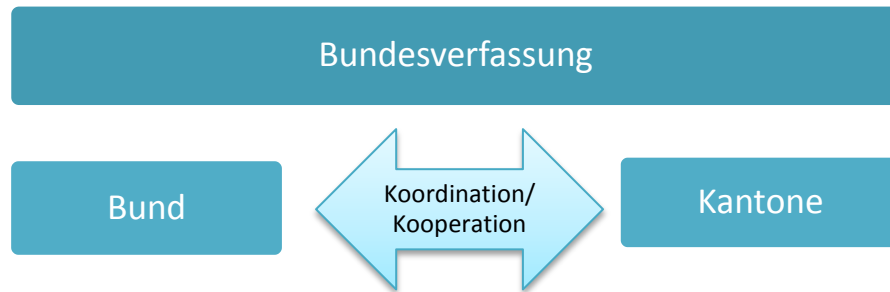 Bundesverfassung
Bund
Koordination/
Kooperation
Kantone